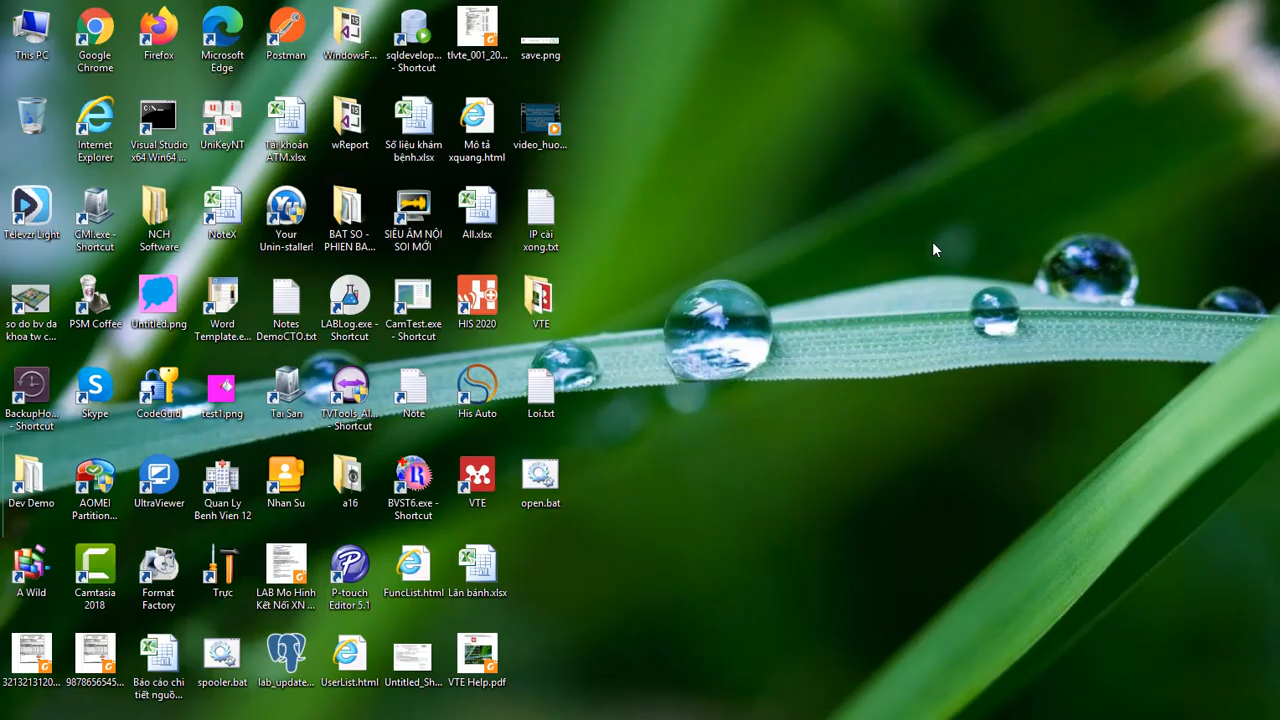 This PC
Google
Chrome
Firefox
Microsoft
Edge
Postman
WindowsF...
sqldevelop...
- Shortcut
tlvte_001_20...
save.png
Internet
Explorer
Visual Studio
x64 Win64 ...
UniKeyNT
Tài khoản
ATM.xlsx
wReport
Số liệu khám
bệnh.xlsx
Mô tả
xquang.html
video_huo...
Televzr Light
CMI.exe -
Shortcut
NCH
Software
NoteX
Your
Unin-staller!
BAT SO -
PHIEN BA...
SIÊU ÂM NỘI
SOI MỚI
All.xlsx
IP cài
xong.txt
so do bv da
khoa tw c...
PSM Coffee
Untitled.png
Word
Template.e...
Notes
DemoCTO.txt
LABLog.exe -
Shortcut
CamTest.exe
- Shortcut
HIS 2020
VTE
BackupHo...
- Shortcut
Skype
CodeGuid
test1.png
Tai San
TVTools_Al...
- Shortcut
Note
His Auto
Loi.txt
Dev Demo
AOMEI
Partition...
UltraViewer
Quan Ly
Benh Vien 12
Nhan Su
a16
BVST6.exe -
Shortcut
VTE
open.bat
A Wild
Camtasia
2018
Format
Factory
Trực
LAB Mo Hinh
Kết Nối XN ...
P-touch
Editor 5.1
FuncList.html
Lăn bánh.xlsx
3213213120...
9878656545...
Báo cáo chi
tiết nguồ...
spooler.bat
lab_update...
UserList.html
Untitled_Sh...
VTE Help.pdf